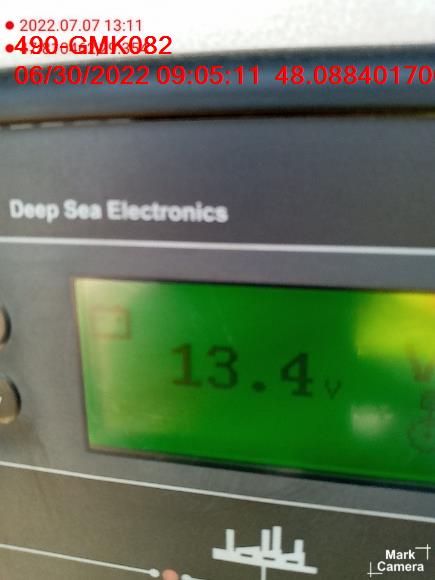 2022.07.07 13:11
490-GMK082
06/30/2022 09:05:11 48.08840170
Deep Sea Electronics
13.4 V
Mark
Camera